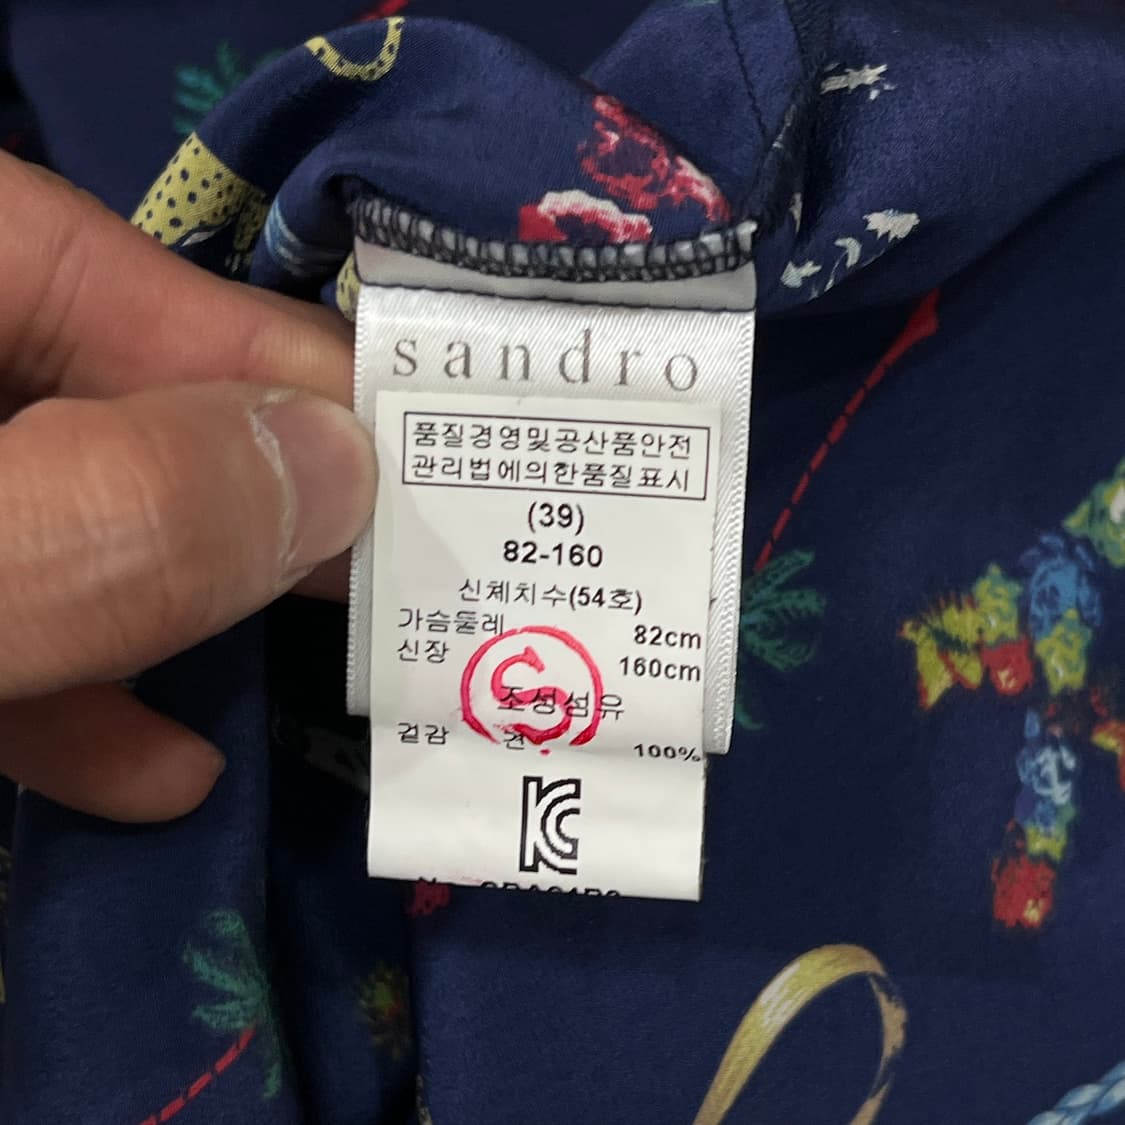 sandro
품질경영및공산품안전
관리법에의한품질표시
(39)
82-160
신체치수(54호)
가슴둘레 82cm
신장 160cm
조성섬유
겉감 견 100%
KC